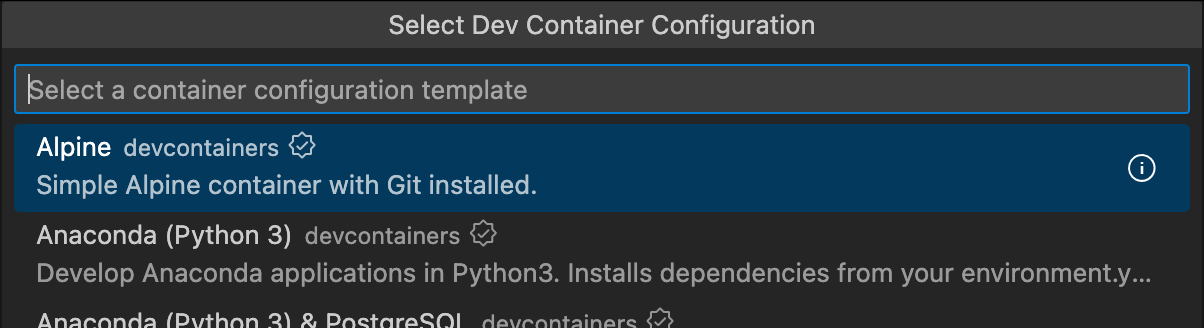 Select Dev Container Configuration
Select a container configuration template
Alpine devcontainers
Simple Alpine container with Git installed.
Anaconda (Python 3) devcontainers
Develop Anaconda applications in Python3. Installs dependencies from your environment.y...
Anaconda (Python 3) & PostgreSQL devcontainers